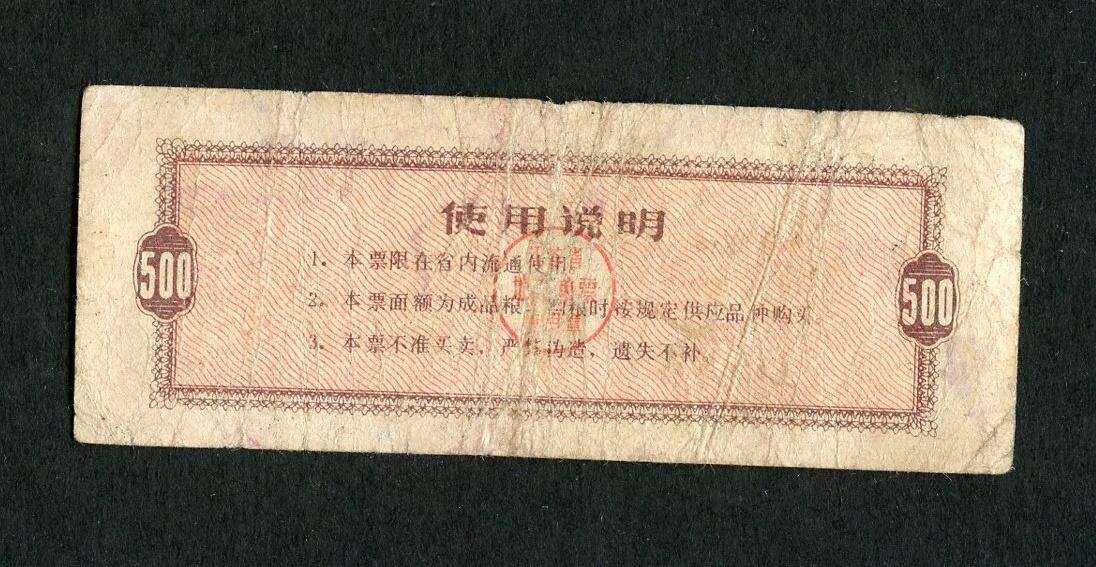 使用说明
500
1. 本票限在省内流通使用
2. 本票面额为成品粮、购粮时按规定供应品种购买
3. 本票不准买卖，严禁伪造，遗失不补。
500